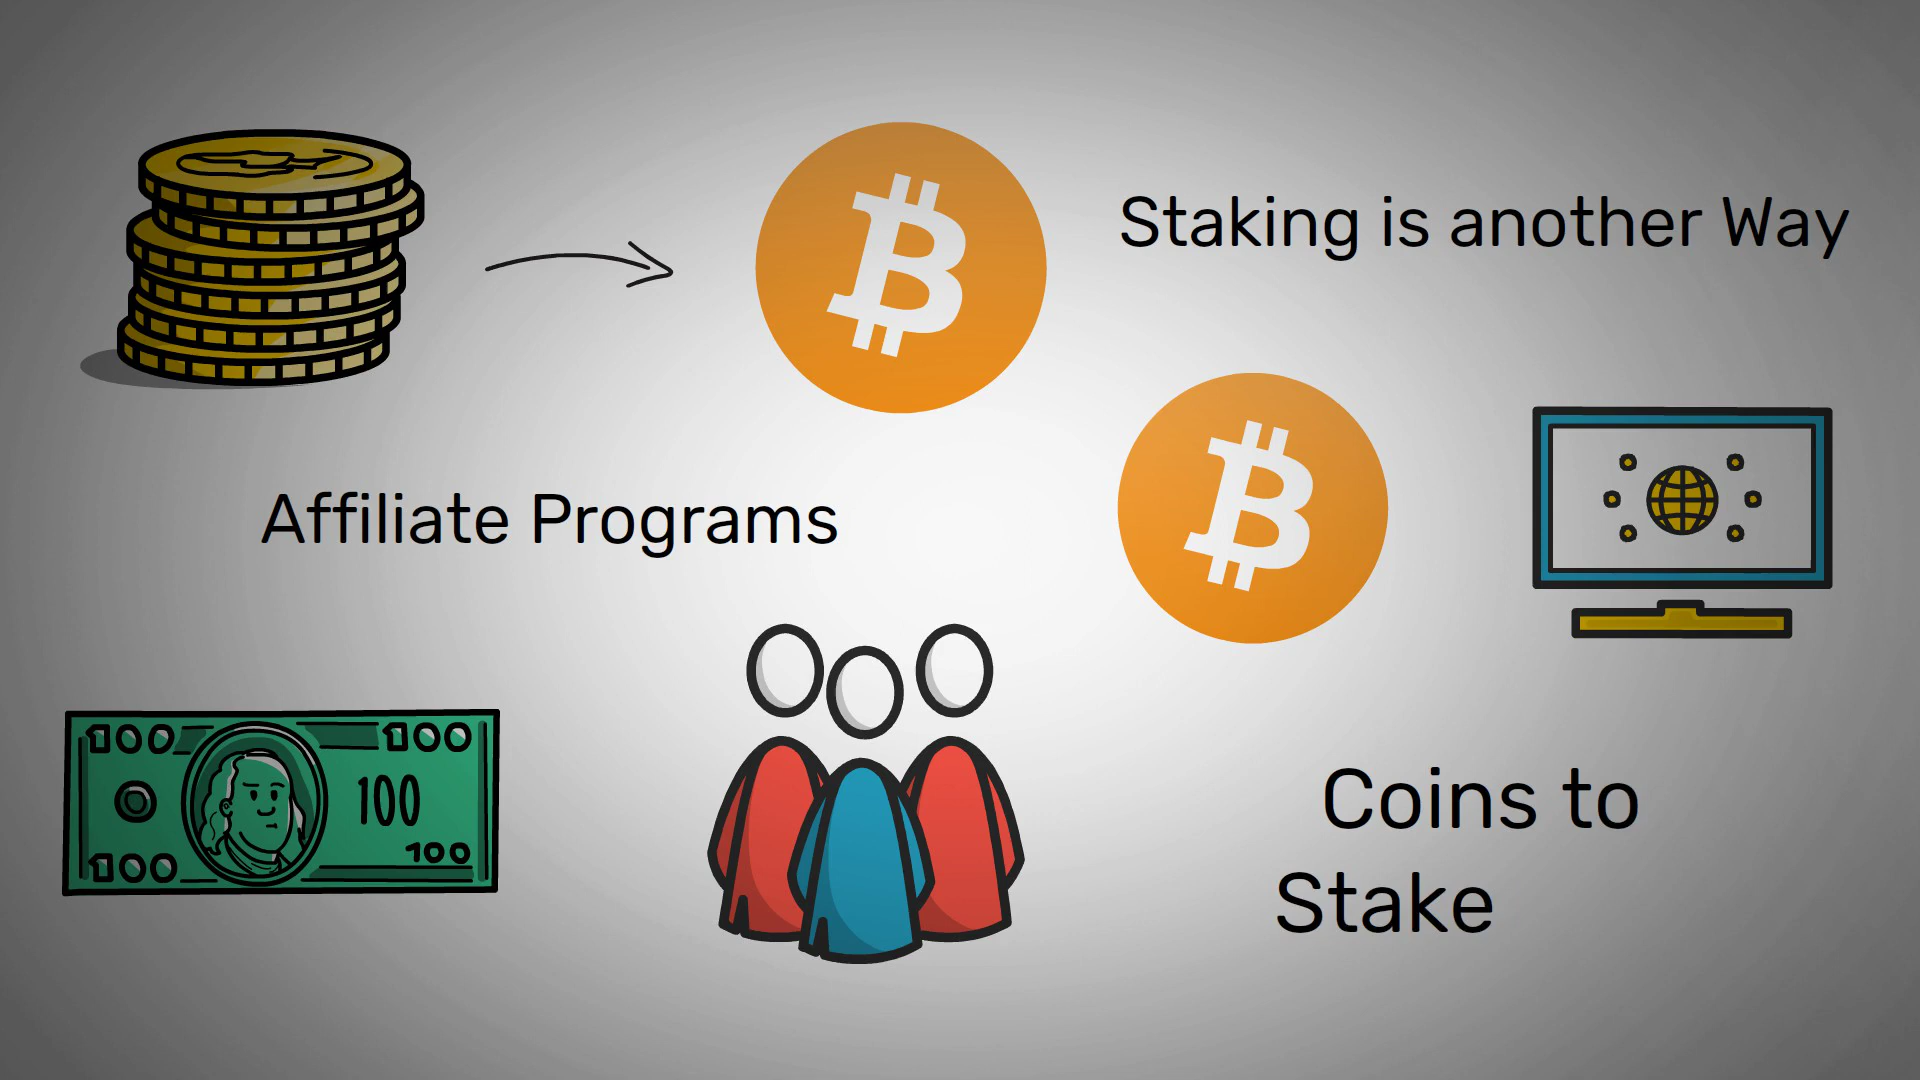 Staking is another Way
Affiliate Programs
100 100
100
100 100
Coins to
Stake